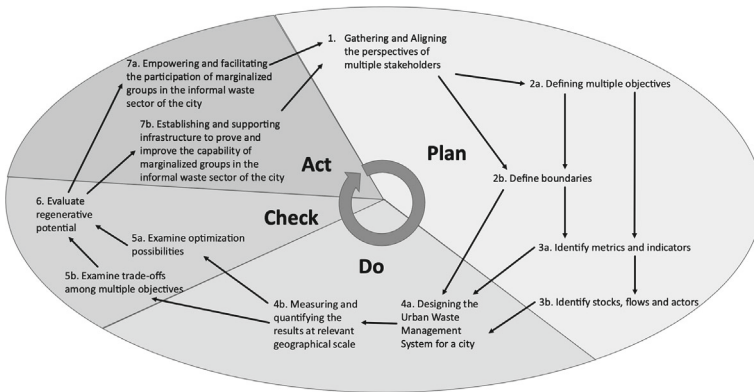 1. Gathering and Aligning
the perspectives of
multiple stakeholders
2a. Defining multiple objectives
Plan
2b. Define boundaries
3a. Identify metrics and indicators
3b. Identify stocks, flows and actors
Do
4a. Designing the
Urban Waste
Management
System for a city
4b. Measuring and
quantifying the
results at relevant
geographical scale
Check
5a. Examine optimization
possibilities
5b. Examine trade-offs
among multiple objectives
6. Evaluate
regenerative
potential
Act
7a. Empowering and facilitating
the participation of marginalized
groups in the informal waste
sector of the city
7b. Establishing and supporting
infrastructure to prove and
improve the capability of
marginalized groups in the
informal waste sector of the city